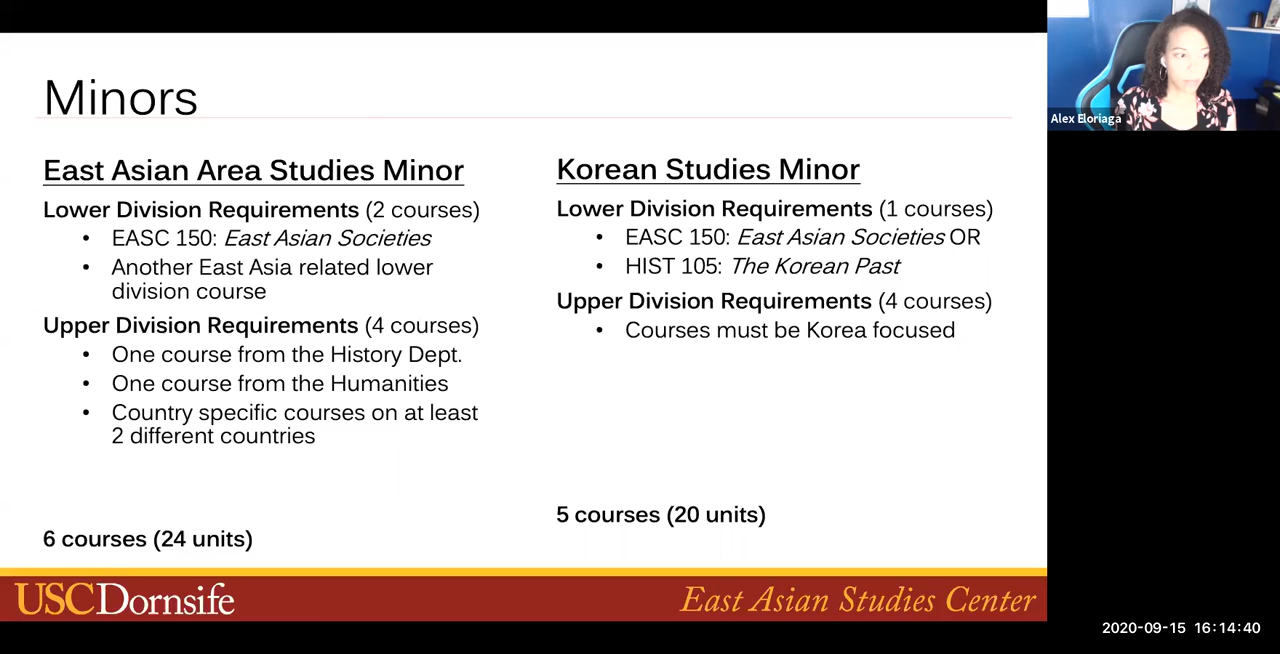 Minors
East Asian Area Studies Minor
Lower Division Requirements (2 courses)
• EASC 150: East Asian Societies
• Another East Asia related lower
division course
Upper Division Requirements (4 courses)
• One course from the History Dept.
• One course from the Humanities
• Country specific courses on at least
2 different countries
6 courses (24 units)
Korean Studies Minor
Lower Division Requirements (1 courses)
• EASC 150: East Asian Societies OR
• HIST 105: The Korean Past
Upper Division Requirements (4 courses)
• Courses must be Korea focused
5 courses (20 units)
USCDornsife
East Asian Studies Center
Alex Eloriaga
2020-09-15 16:14:40